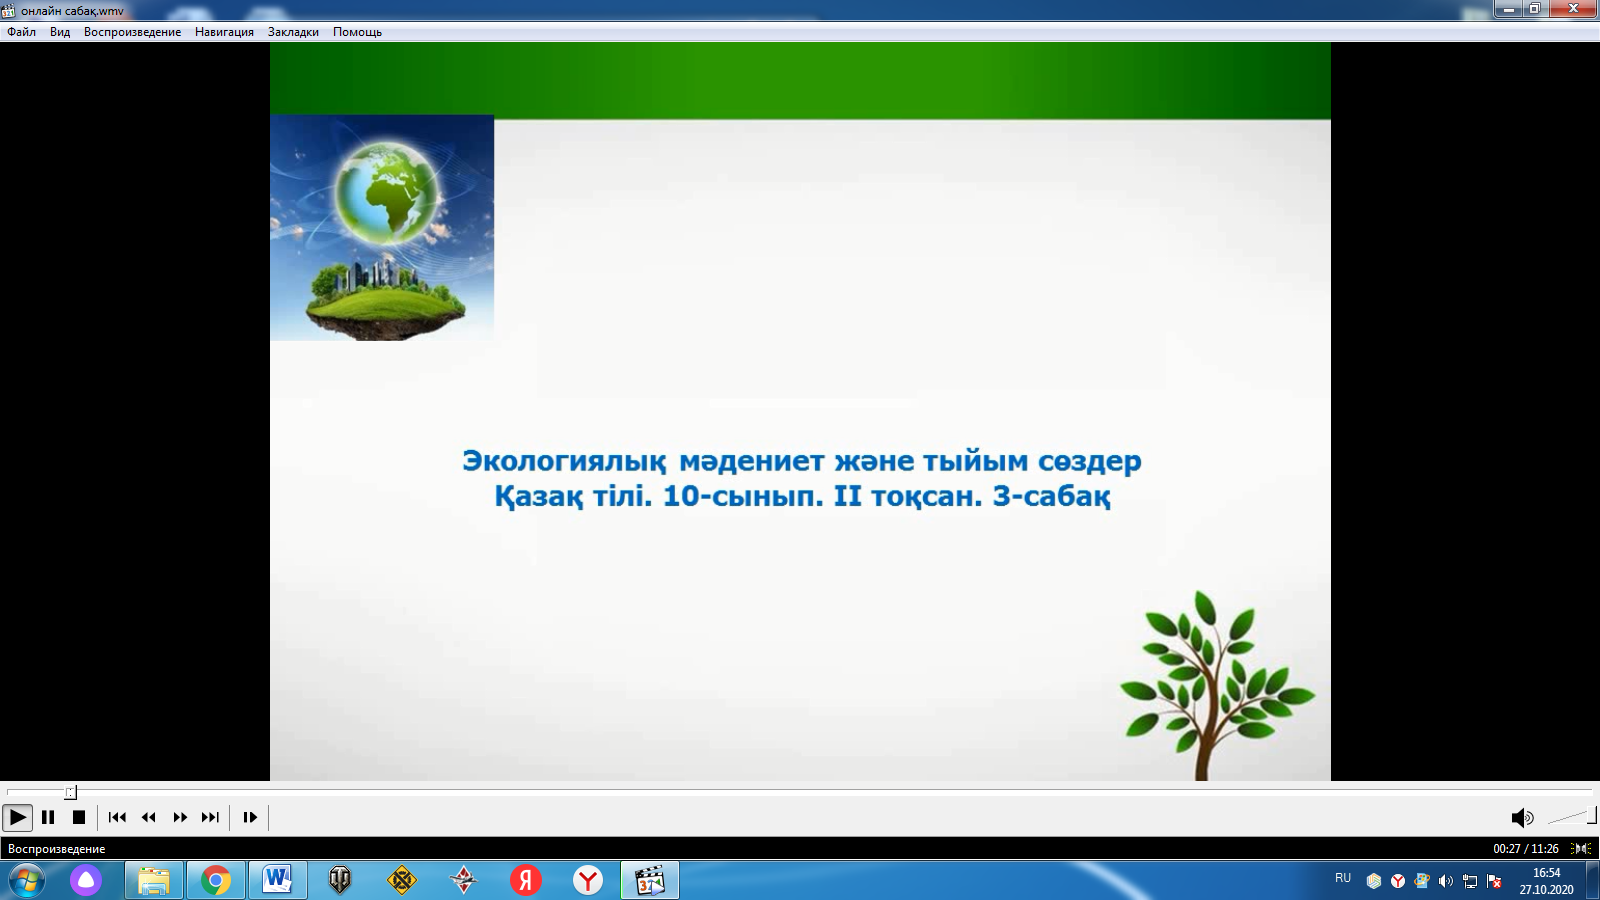 онлайн сабақ.wmv
Файл Вид Воспроизведение Навигация Закладки Помощь
Экологиялық мәдениет және тыйым сөздер
Қазақ тілі. 10-сынып. II тоқсан. 3-сабақ
Воспроизведение
00:27 / 11:26
RU
16:54
27.10.2020